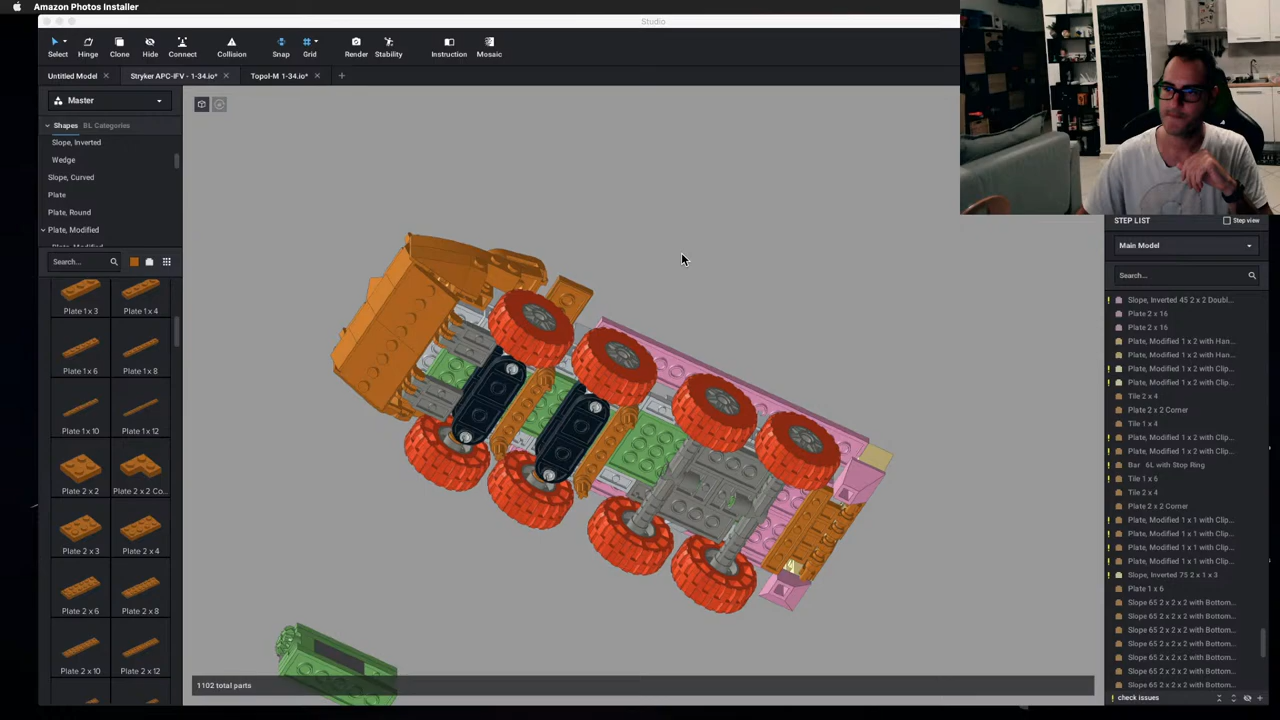 Amazon Photos Installer
Studio
Select
Hinge
Clone
Hide
Connect
Collision
Snap
Grid
Render
Stability
Instruction
Mosaic
Untitled Model
Stryker APC-IFV - 1-34.io*
Topol-M 1-34.io*
Master
Shapes
BL Categories
Slope, Inverted
Wedge
Slope, Curved
Plate
Plate, Round
Plate, Modified
Search...
Plate 1 x 3
Plate 1 x 4
Plate 1 x 6
Plate 1 x 8
Plate 1 x 10
Plate 1 x 12
Plate 2 x 2
Plate 2 x 2 Co...
Plate 2 x 3
Plate 2 x 4
Plate 2 x 6
Plate 2 x 8
Plate 2 x 10
Plate 2 x 12
1102 total parts
STEP LIST
Step view
Main Model
Search...
Slope, Inverted 45 2 x 2 Doubl...
Plate 2 x 16
Plate 2 x 16
Plate, Modified 1 x 2 with Han...
Plate, Modified 1 x 2 with Han...
Plate, Modified 1 x 2 with Clip...
Plate, Modified 1 x 2 with Clip...
Tile 2 x 4
Plate 2 x 2 Corner
Tile 1 x 4
Plate, Modified 1 x 2 with Clip...
Plate, Modified 1 x 2 with Clip...
Bar 6L with Stop Ring
Tile 1 x 6
Tile 2 x 4
Plate 2 x 2 Corner
Plate, Modified 1 x 1 with Clip...
Plate, Modified 1 x 1 with Clip...
Plate, Modified 1 x 1 with Clip...
Plate, Modified 1 x 1 with Clip...
Slope, Inverted 75 2 x 1 x 3
Plate 1 x 6
Slope 65 2 x 2 x 2 with Bottom...
Slope 65 2 x 2 x 2 with Bottom...
Slope 65 2 x 2 x 2 with Bottom...
Slope 65 2 x 2 x 2 with Bottom...
Slope 65 2 x 2 x 2 with Bottom...
Slope 65 2 x 2 x 2 with Bottom...
Slope 65 2 x 2 x 2 with Bottom...
check issues